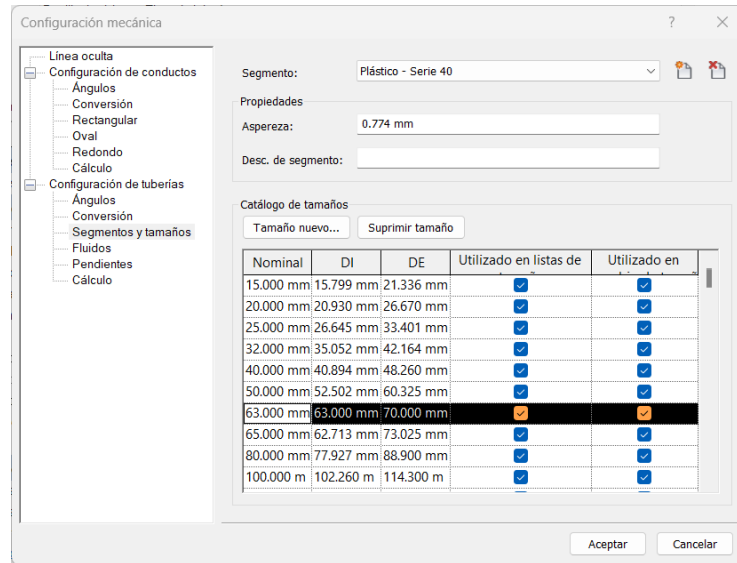 Configuración mecánica
?
Línea oculta
Configuración de conductos
Ángulos
Conversión
Rectangular
Oval
Redondo
Cálculo
Configuración de tuberías
Ángulos
Conversión
Segmentos y tamaños
Fluidos
Pendientes
Cálculo
Segmento: Plástico - Serie 40
Propiedades
Aspereza: 0.774 mm
Desc. de segmento:
Catálogo de tamaños
Tamaño nuevo... Suprimir tamaño
Nominal DI DE Utilizado en listas de Utilizado en
15.000 mm 15.799 mm 21.336 mm
20.000 mm 20.930 mm 26.670 mm
25.000 mm 26.645 mm 33.401 mm
32.000 mm 35.052 mm 42.164 mm
40.000 mm 40.894 mm 48.260 mm
50.000 mm 52.502 mm 60.325 mm
63.000 mm 63.000 mm 70.000 mm
65.000 mm 62.713 mm 73.025 mm
80.000 mm 77.927 mm 88.900 mm
100.000 m 102.260 m 114.300 m
Aceptar Cancelar